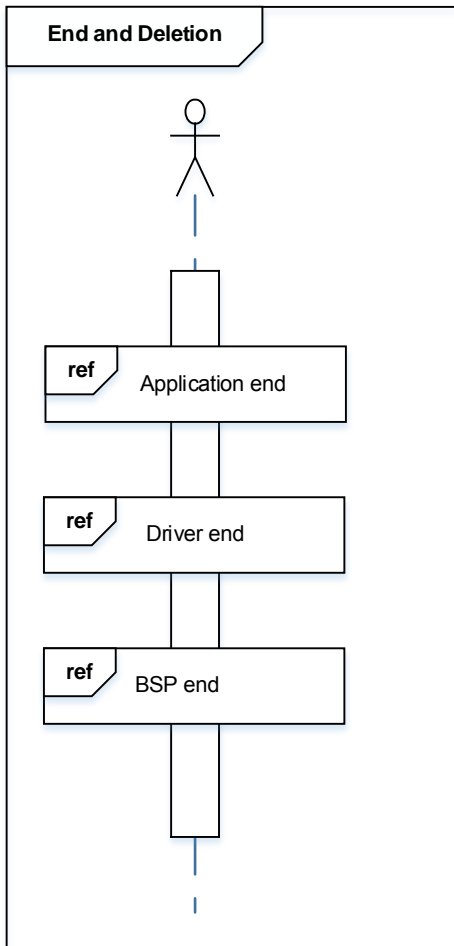 End and Deletion
ref
Application end
ref
Driver end
ref
BSP end